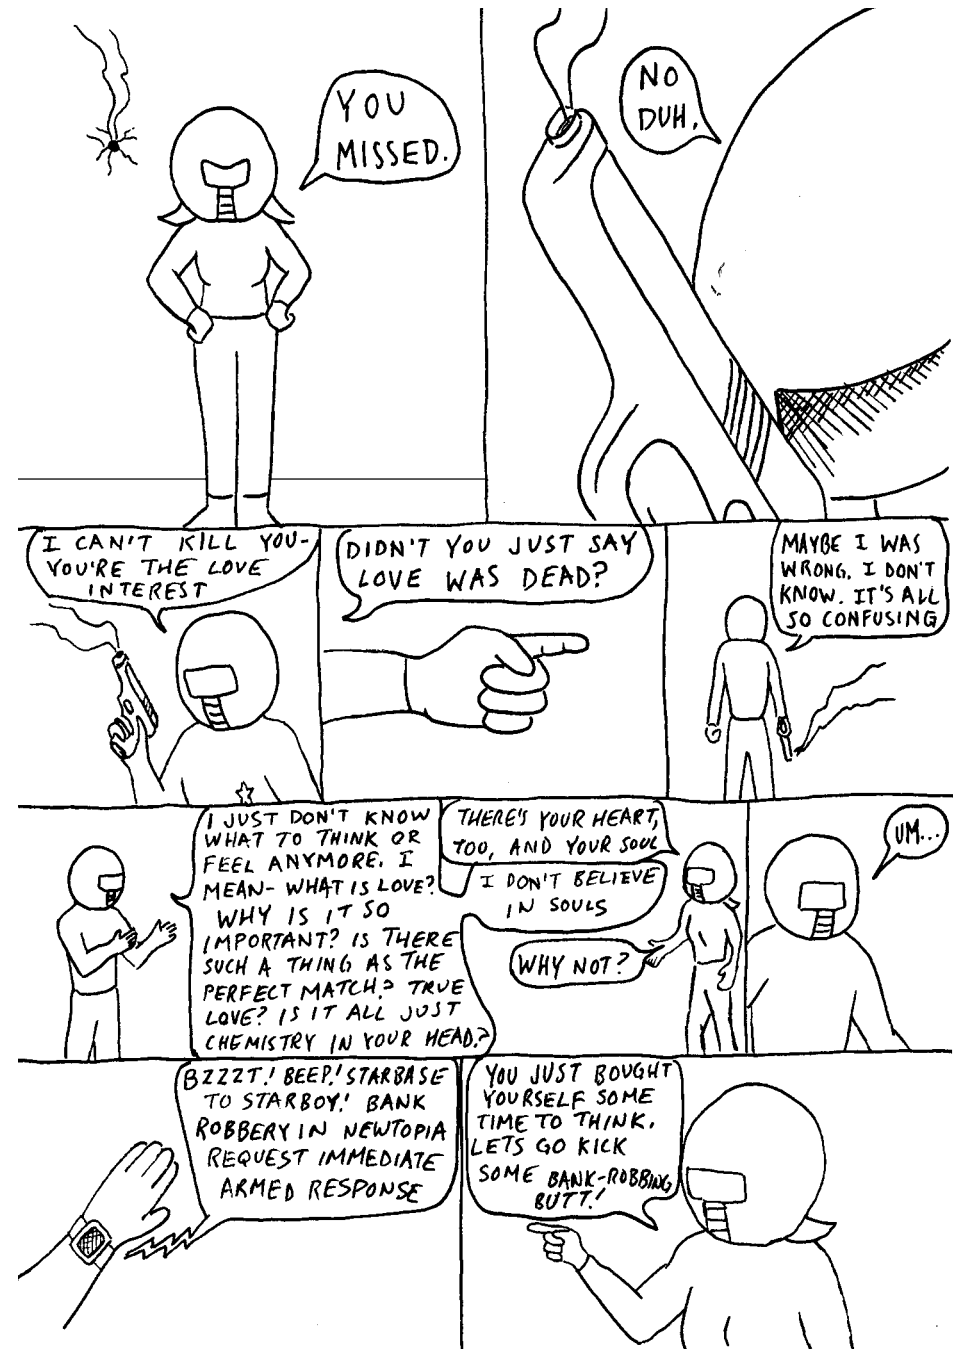 YOU
MISSED.
NO
DUH.
I CAN'T KILL YOU-
YOU'RE THE LOVE
INTEREST
DIDN'T YOU JUST SAY
LOVE WAS DEAD?
MAYBE I WAS
WRONG. I DON'T
KNOW. IT'S ALL
SO CONFUSING
I JUST DON'T KNOW
WHAT TO THINK OR
FEEL ANYMORE. I
MEAN- WHAT IS LOVE?
WHY IS IT SO
IMPORTANT? IS THERE
SUCH A THING AS THE
PERFECT MATCH? TRUE
LOVE? IS IT ALL JUST
CHEMISTRY IN YOUR HEAD?
THERE'S YOUR HEART,
TOO, AND YOUR SOUL
I DON'T BELIEVE
IN SOULS
WHY NOT?
UM...
BZZZT! BEEP! STARBASE
TO STARBOY! BANK
ROBBERY IN NEWTOPIA
REQUEST IMMEDIATE
ARMED RESPONSE
YOU JUST BOUGHT
YOURSELF SOME
TIME TO THINK.
LETS GO KICK
SOME BANK-ROBBING
BUTT!